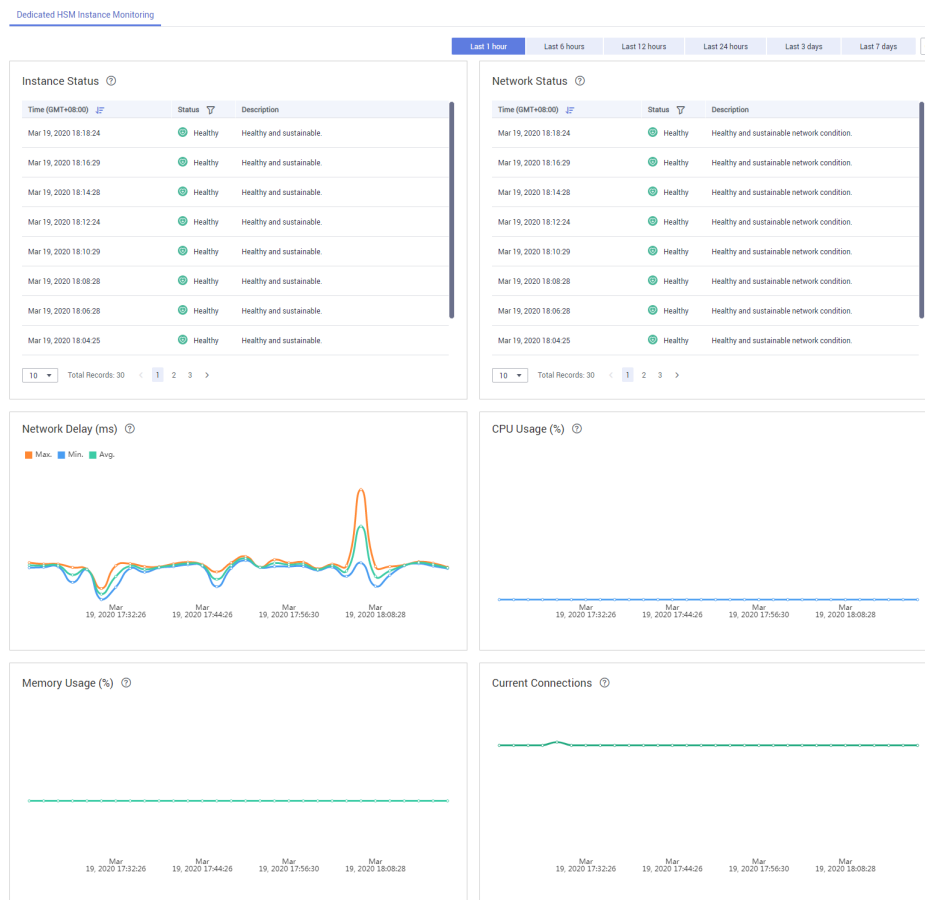 Dedicated HSM Instance Monitoring
Last 1 hour Last 6 hours Last 12 hours Last 24 hours Last 3 days Last 7 days
Instance Status
Time (GMT+08:00) Status Description
Mar 19, 2020 18:18:24 Healthy Healthy and sustainable.
Mar 19, 2020 18:16:29 Healthy Healthy and sustainable.
Mar 19, 2020 18:14:28 Healthy Healthy and sustainable.
Mar 19, 2020 18:12:24 Healthy Healthy and sustainable.
Mar 19, 2020 18:10:29 Healthy Healthy and sustainable.
Mar 19, 2020 18:08:28 Healthy Healthy and sustainable.
Mar 19, 2020 18:06:28 Healthy Healthy and sustainable.
Mar 19, 2020 18:04:25 Healthy Healthy and sustainable.
10 Total Records: 30 < 1 2 3 >
Network Status
Time (GMT+08:00) Status Description
Mar 19, 2020 18:18:24 Healthy Healthy and sustainable network condition.
Mar 19, 2020 18:16:29 Healthy Healthy and sustainable network condition.
Mar 19, 2020 18:14:28 Healthy Healthy and sustainable network condition.
Mar 19, 2020 18:12:24 Healthy Healthy and sustainable network condition.
Mar 19, 2020 18:10:29 Healthy Healthy and sustainable network condition.
Mar 19, 2020 18:08:28 Healthy Healthy and sustainable network condition.
Mar 19, 2020 18:06:28 Healthy Healthy and sustainable network condition.
Mar 19, 2020 18:04:25 Healthy Healthy and sustainable network condition.
10 Total Records: 30 < 1 2 3 >
Network Delay (ms)
Max. Min. Avg.
Mar Mar Mar Mar
19, 2020 17:32:26 19, 2020 17:44:26 19, 2020 17:56:30 19, 2020 18:08:28
CPU Usage (%)
Mar Mar Mar Mar
19, 2020 17:32:26 19, 2020 17:44:26 19, 2020 17:56:30 19, 2020 18:08:28
Memory Usage (%)
Mar Mar Mar Mar
19, 2020 17:32:26 19, 2020 17:44:26 19, 2020 17:56:30 19, 2020 18:08:28
Current Connections
Mar Mar Mar Mar
19, 2020 17:32:26 19, 2020 17:44:26 19, 2020 17:56:30 19, 2020 18:08:28